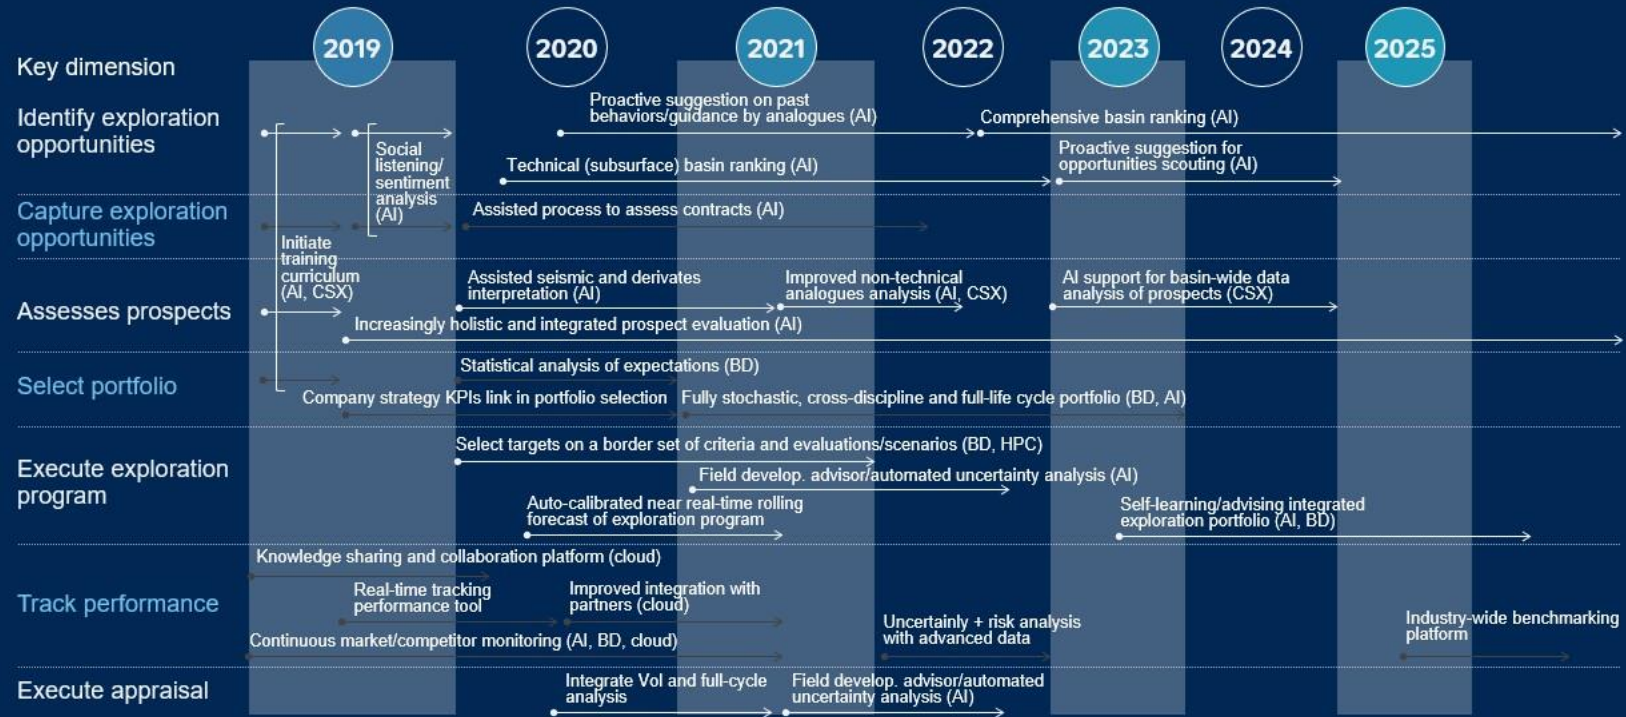 2019
2020
2021
2022
2023
2024
2025
Key dimension
Identify exploration
opportunities
Proactive suggestion on past
behaviors/guidance by analogues (AI)
Comprehensive basin ranking (AI)
Social
listening/
sentiment
analysis
(AI)
Technical (subsurface) basin ranking (AI)
Proactive suggestion for
opportunities scouting (AI)
Capture exploration
opportunities
Assisted process to assess contracts (AI)
Initiate
training
curriculum
(AI, CSX)
Assesses prospects
Assisted seismic and derivates
interpretation (AI)
Improved non-technical
analogues analysis (AI, CSX)
AI support for basin-wide data
analysis of prospects (CSX)
Increasingly holistic and integrated prospect evaluation (AI)
Select portfolio
Statistical analysis of expectations (BD)
Company strategy KPIs link in portfolio selection
Fully stochastic, cross-discipline and full-life cycle portfolio (BD, AI)
Execute exploration
program
Select targets on a border set of criteria and evaluations/scenarios (BD, HPC)
Field develop. advisor/automated uncertainty analysis (AI)
Auto-calibrated near real-time rolling
forecast of exploration program
Self-learning/advising integrated
exploration portfolio (AI, BD)
Track performance
Knowledge sharing and collaboration platform (cloud)
Real-time tracking
performance tool
Improved integration with
partners (cloud)
Continuous market/competitor monitoring (AI, BD, cloud)
Uncertainly + risk analysis
with advanced data
Industry-wide benchmarking
platform
Execute appraisal
Integrate Vol and full-cycle
analysis
Field develop. advisor/automated
uncertainty analysis (AI)